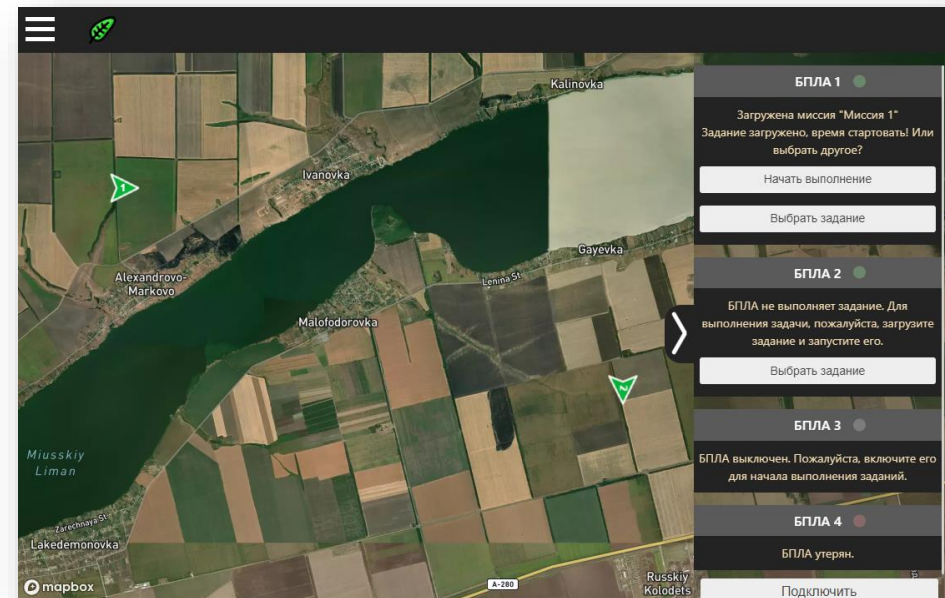 Kalinovka
Ivanovka
1
Gayevka
Alexandrovo-
Markovo
Lenina St
Malofodorovka
2
Miusskiy
Liman
Zarechnaya St
Lakedemonovka
mapbox
A-280
Russkiy
Kolodets
БПЛА 1
Загружена миссия "Миссия 1"
Задание загружено, время стартовать! Или
выбрать другое?
Начать выполнение
Выбрать задание
БПЛА 2
БПЛА не выполняет задание. Для
выполнения задачи, пожалуйста, загрузите
задание и запустите его.
Выбрать задание
БПЛА 3
БПЛА выключен. Пожалуйста, включите его
для начала выполнения заданий.
БПЛА 4
БПЛА утерян.
Подключить